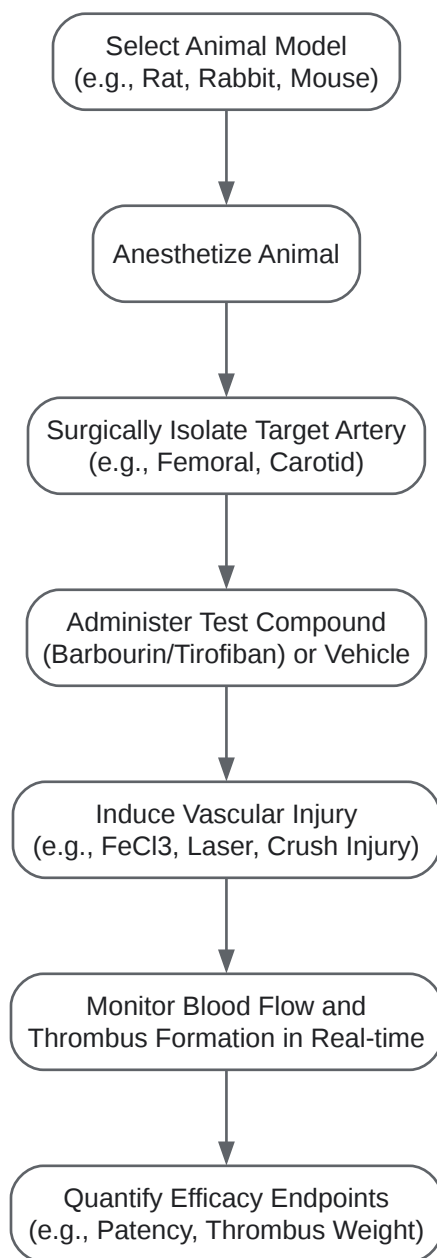 Select Animal Model
(e.g., Rat, Rabbit, Mouse)
Anesthetize Animal
Surgically Isolate Target Artery
(e.g., Femoral, Carotid)
Administer Test Compound
(Barbourin/Tirofiban) or Vehicle
Induce Vascular Injury
(e.g., FeCl3, Laser, Crush Injury)
Monitor Blood Flow and
Thrombus Formation in Real-time
Quantify Efficacy Endpoints
(e.g., Patency, Thrombus Weight)